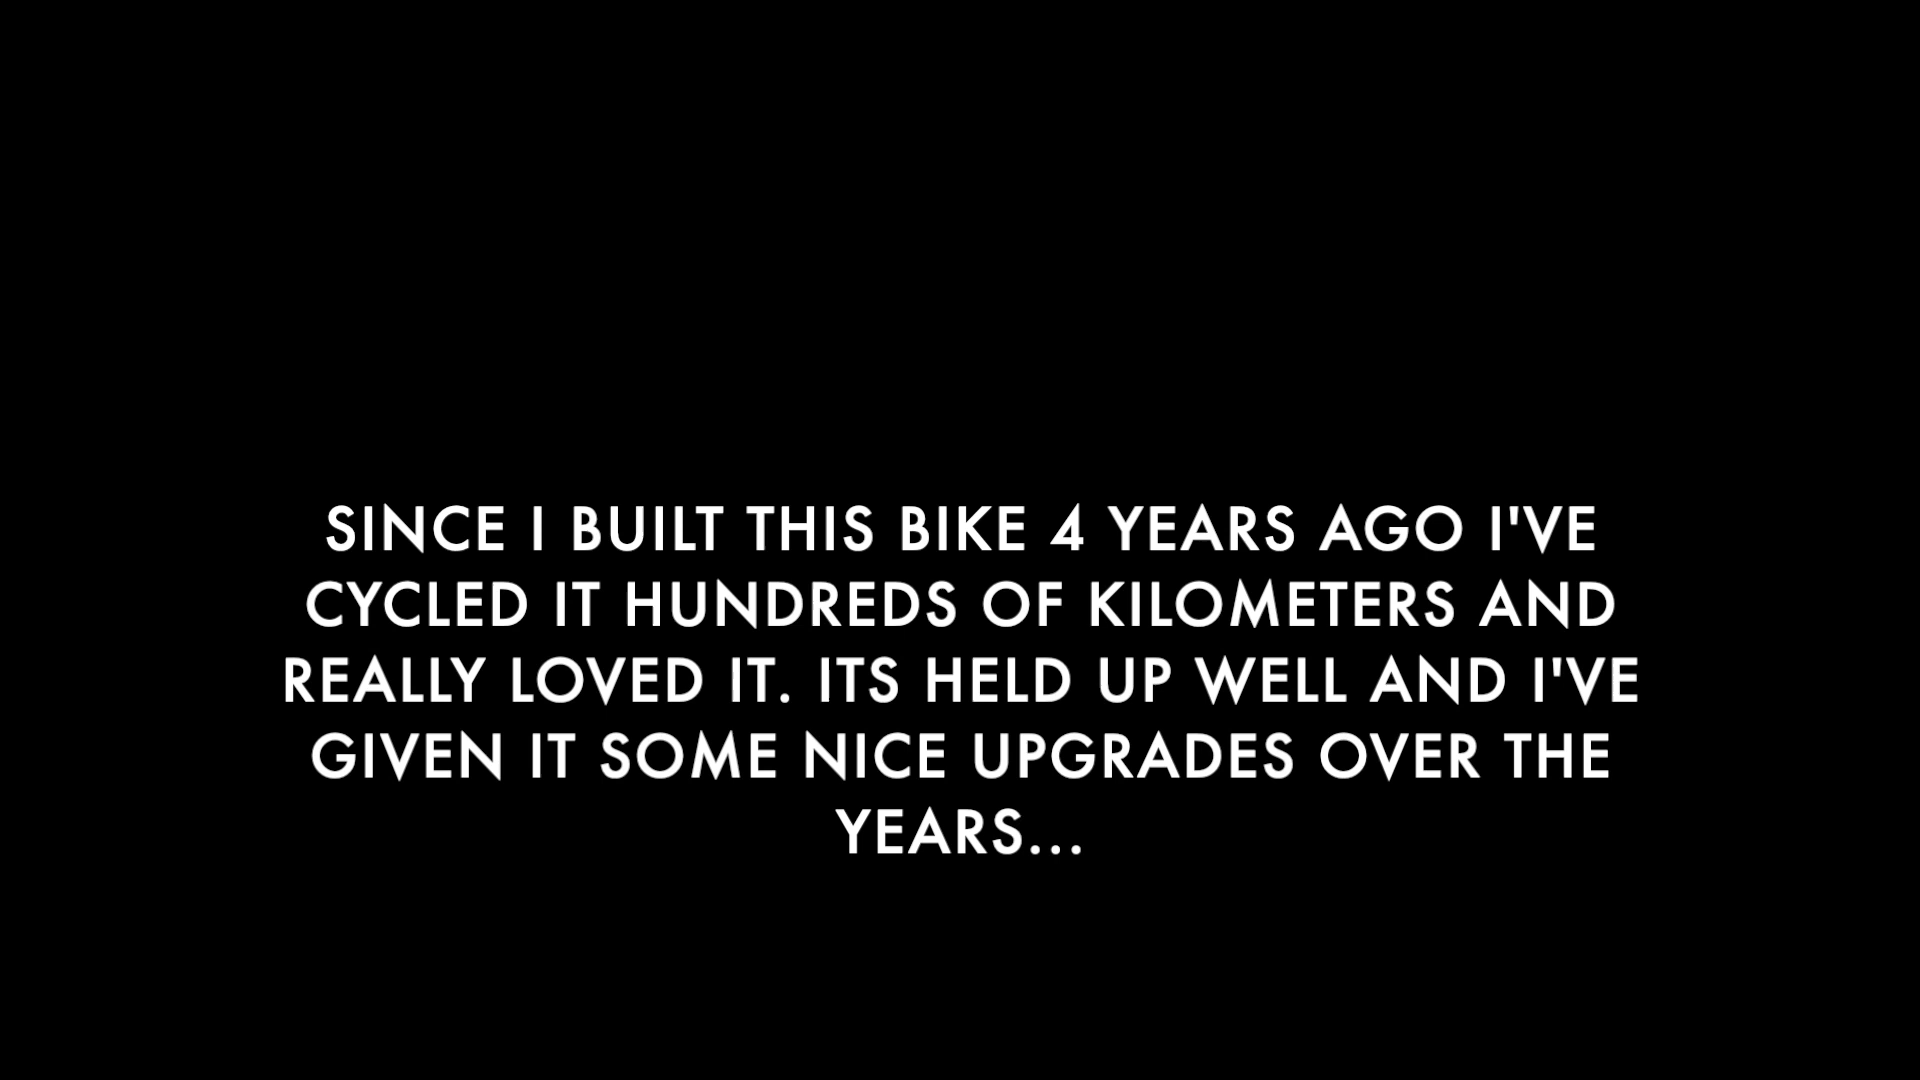 SINCE I BUILT THIS BIKE 4 YEARS AGO I'VE
CYCLED IT HUNDREDS OF KILOMETERS AND
REALLY LOVED IT. ITS HELD UP WELL AND I'VE
GIVEN IT SOME NICE UPGRADES OVER THE
YEARS...